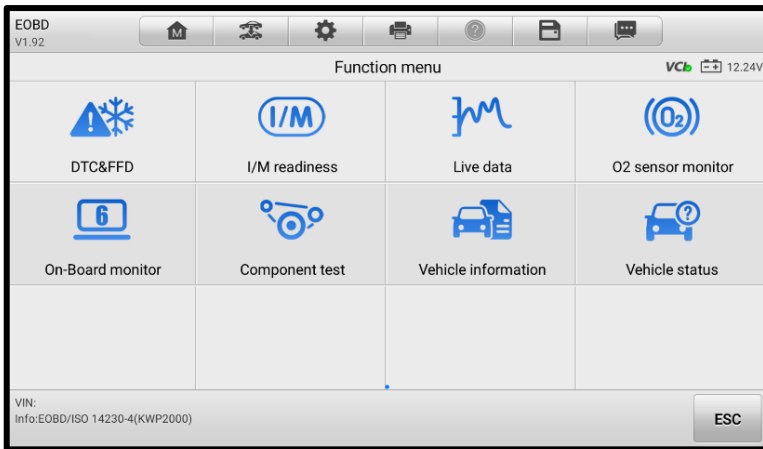 EOBD
V1.92
M
?
Function menu
VCI 12.24V
I/M
O2
DTC&FFD
I/M readiness
Live data
O2 sensor monitor
6
?
On-Board monitor
Component test
Vehicle information
Vehicle status
VIN:
Info:EOBD/ISO 14230-4(KWP2000)
ESC